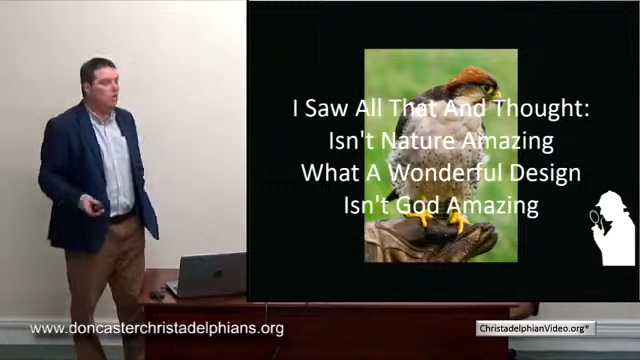 I Saw All That And Thought:
Isn't Nature Amazing
What A Wonderful Design
Isn't God Amazing
www.doncasterchristadelphians.org
ChristadelphianVideo.org®